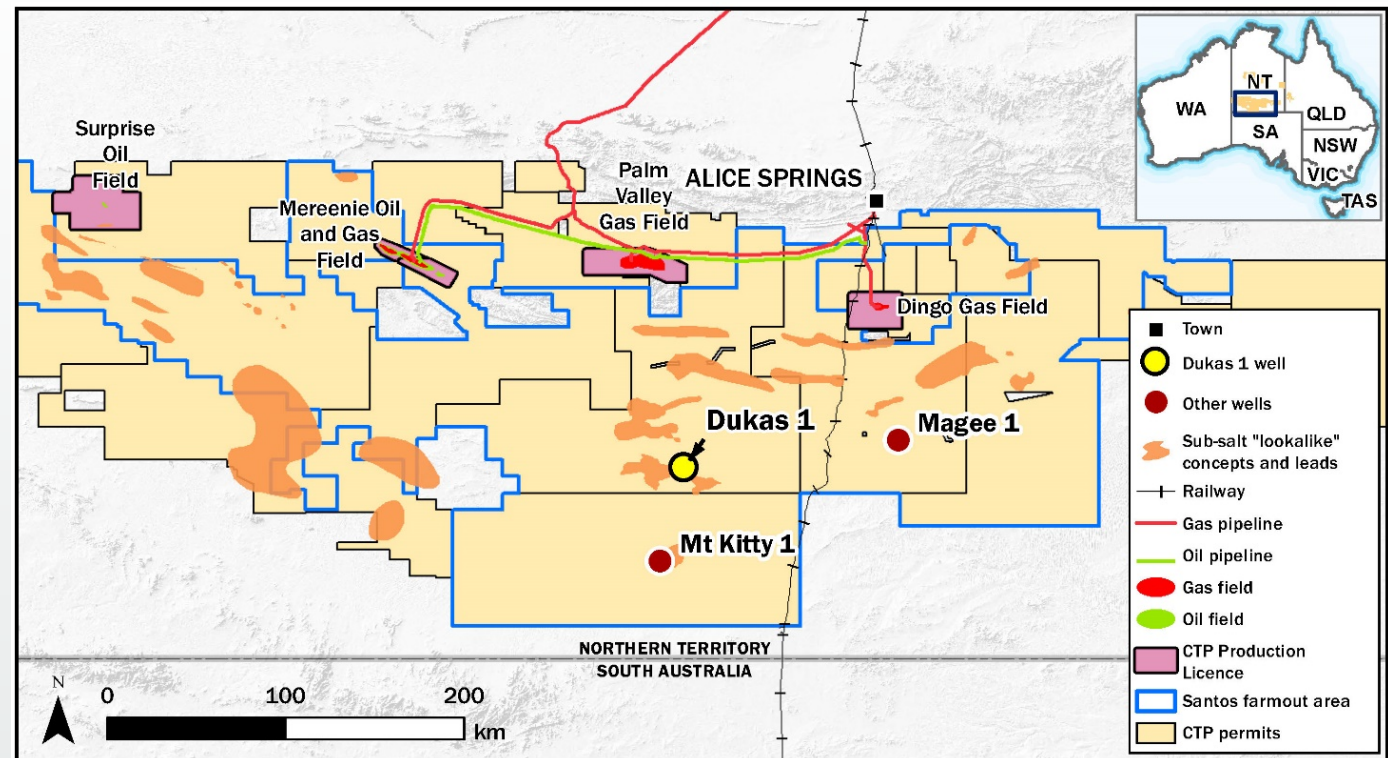 Surprise
Oil
Field
Mereenie Oil
and Gas
Field
Palm
Valley
Gas Field
ALICE SPRINGS
Dingo Gas Field
Dukas 1
Magee 1
Mt Kitty 1
NORTHERN TERRITORY
SOUTH AUSTRALIA
N
0 100 200
km
WA
NT
SA
QLD
NSW
VIC
TAS
Town
Dukas 1 well
Other wells
Sub-salt "lookalike"
concepts and leads
Railway
Gas pipeline
Oil pipeline
Gas field
Oil field
CTP Production
Licence
Santos farmout area
CTP permits